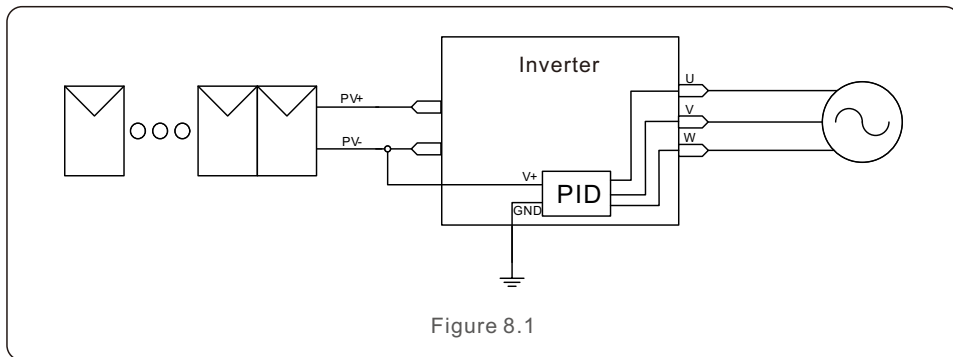 Inverter
U
PV+
V
W
PV-
V+
PID
GND
Figure 8.1